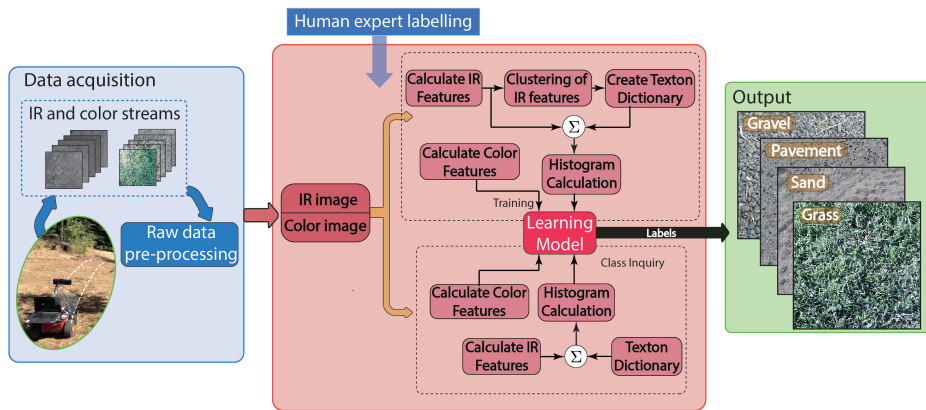 Human expert labelling
Data acquisition
IR and color streams
Raw data
pre-processing
IR image
Color image
Calculate IR
Features
Clustering of
IR features
Create Texton
Dictionary
Σ
Calculate Color
Features
Histogram
Calculation
Training
Learning
Model
Labels
Class Inquiry
Calculate Color
Features
Histogram
Calculation
Calculate IR
Features
Σ
Texton
Dictionary
Output
Gravel
Pavement
Sand
Grass